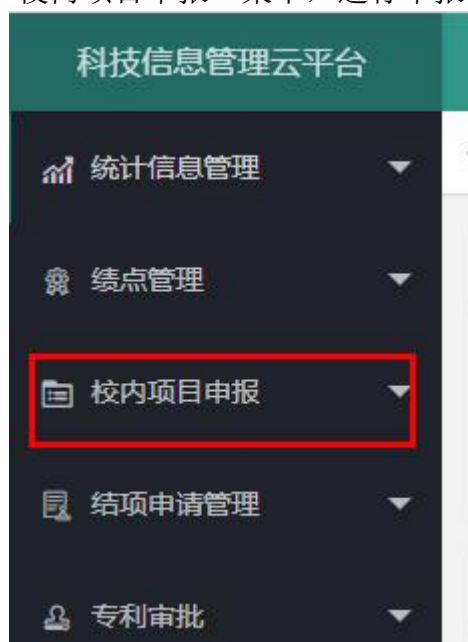 科技信息管理云平台
统计信息管理
绩点管理
校内项目申报
结项申请管理
专利审批